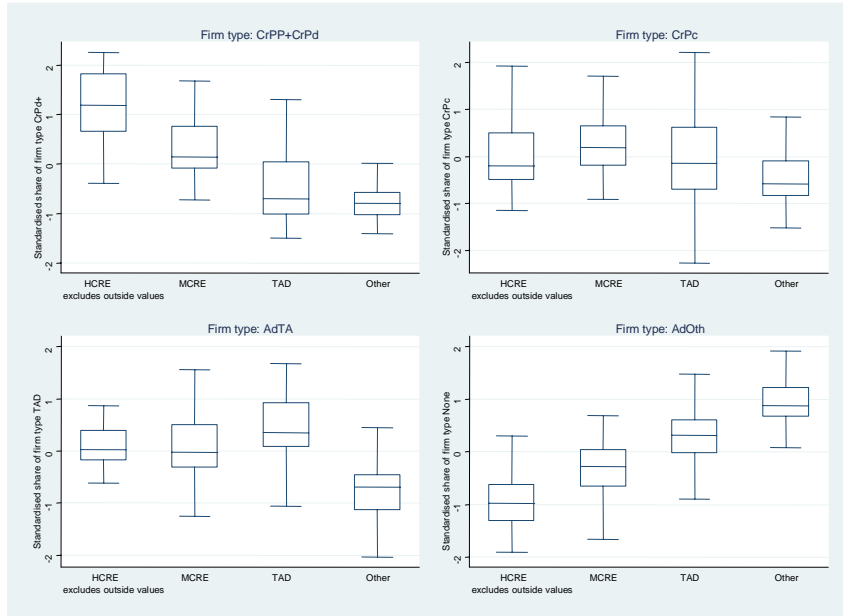 Firm type: CrPP+CrPd
Standardised share of firm type CrPd+
2
1
0
-1
-2
HCRE MCRE TAD Other
excludes outside values
Firm type: CrPc
Standardised share of firm type CrPc
2
1
0
-1
-2
HCRE MCRE TAD Other
excludes outside values
Firm type: AdTA
Standardised share of firm type TAD
2
1
0
-1
-2
HCRE MCRE TAD Other
excludes outside values
Firm type: AdOth
Standardised share of firm type None
2
1
0
-1
-2
HCRE MCRE TAD Other
excludes outside values